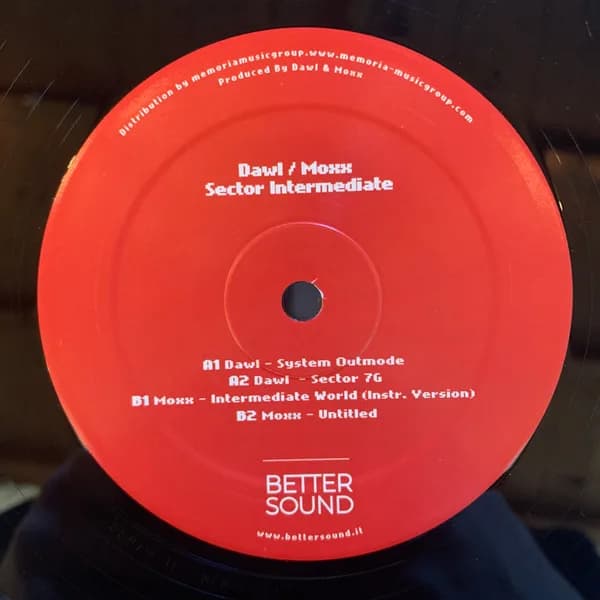 Distribution by memoriamusicgroup.www.memoria-musicgroup.com
Produced By Dawl & Moxx
Dawl / Moxx
Sector Intermediate
A1 Dawl - System Outmode
A2 Dawl - Sector 7G
B1 Moxx - Intermediate World (Instr. Version)
B2 Moxx - Untitled
BETTER
SOUND
www.bettersound.it